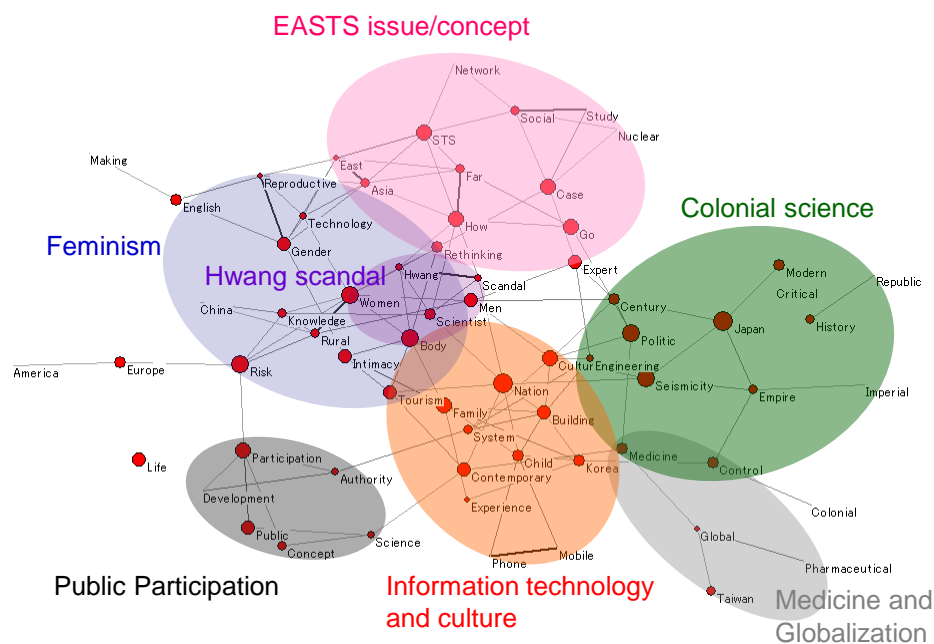 EASTS issue/concept
Network
Social
Study
Nuclear
STS
Making
East
Far
Reproductive
Asia
Case
English
Technology
How
Colonial science
Go
Feminism
Gender
Rethinking
Expert
Modern
Hwang scandal
Hwang
Scandal
Republic
Critical
Women
Men
Century
China
Knowledge
Scientist
Japan
History
Rural
Body
Politic
Intimacy
CulturEngineering
America
Europe
Risk
Seismicity
Nation
Empire
Imperial
Tourism
Family
Building
System
Participation
Child
Korea
Medicine
Control
Life
Authority
Contemporary
Development
Experience
Colonial
Public
Science
Global
Concept
Mobile
Phone
Pharmaceutical
Public Participation
Information technology
and culture
Taiwan
Medicine and
Globalization